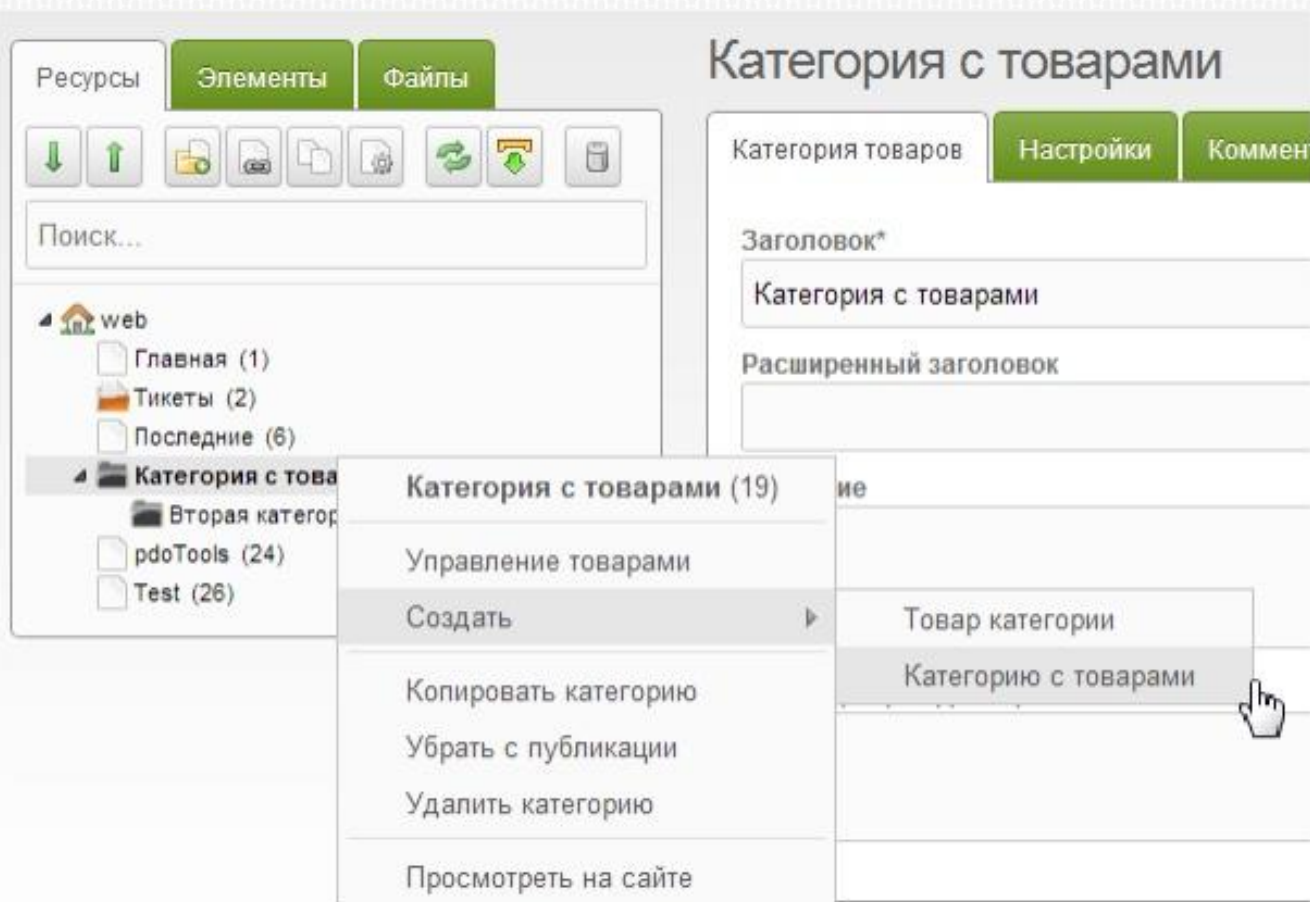 Ресурсы
Элементы
Файлы
Поиск...
web
Главная (1)
Тикеты (2)
Последние (6)
Категория с това
Вторая категор
pdoTools (24)
Test (26)
Категория с товарами (19)
Управление товарами
Создать
Копировать категорию
Убрать с публикации
Удалить категорию
Просмотреть на сайте
Товар категории
Категорию с товарами
Категория с товарами
Категория товаров
Настройки
Коммент
Заголовок*
Категория с товарами
Расширенный заголовок
ие